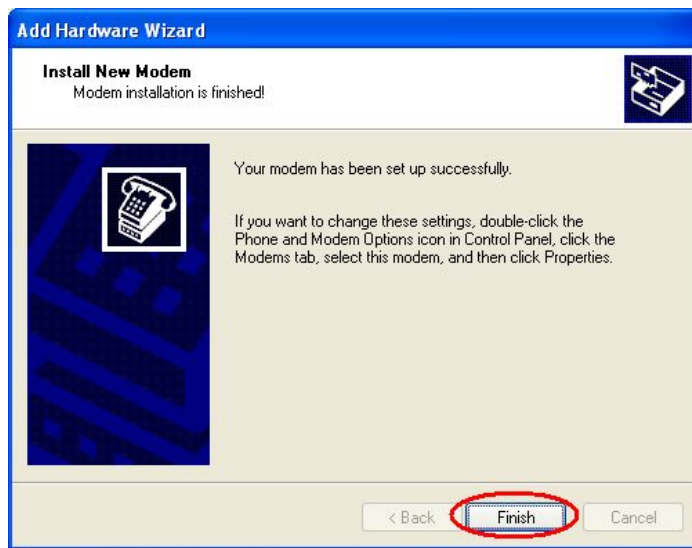 Add Hardware Wizard
Install New Modem
Modem installation is finished!
Your modem has been set up successfully.
If you want to change these settings, double-click the
Phone and Modem Options icon in Control Panel, click the
Modems tab, select this modem, and then click Properties.
< Back Finish Cancel